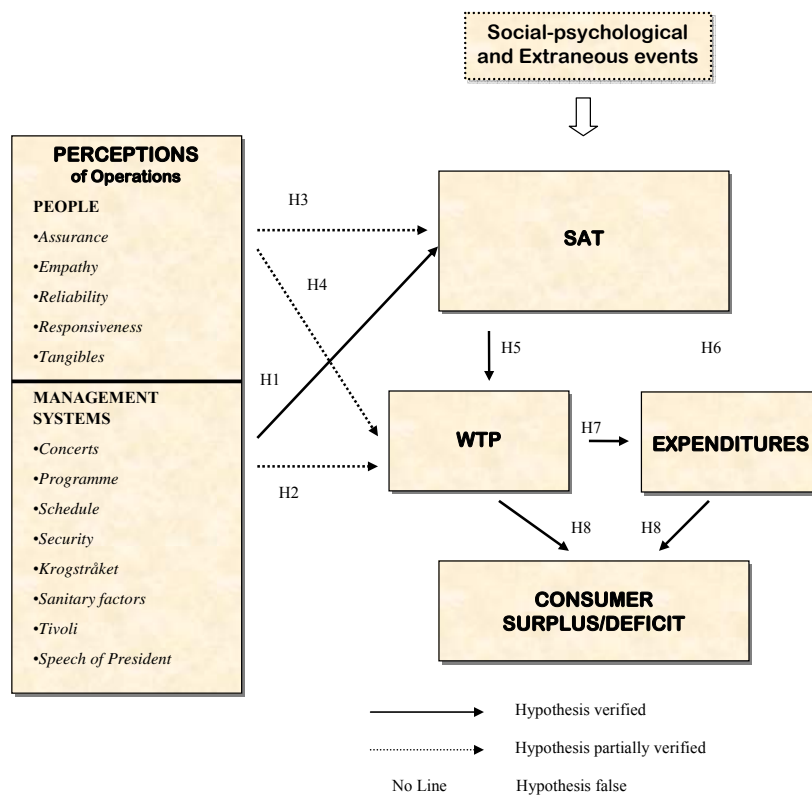 Social-psychological
and Extraneous events
PERCEPTIONS
of Operations
PEOPLE
•Assurance
•Empathy
•Reliability
•Responsiveness
•Tangibles
MANAGEMENT
SYSTEMS
•Concerts
•Programme
•Schedule
•Security
•Krogstråket
•Sanitary factors
•Tivoli
•Speech of President
H3
H4
H1
H2
SAT
H5
H6
WTP
H7
EXPENDITURES
H8
H8
CONSUMER
SURPLUS/DEFICIT
Hypothesis verified
Hypothesis partially verified
No Line Hypothesis false